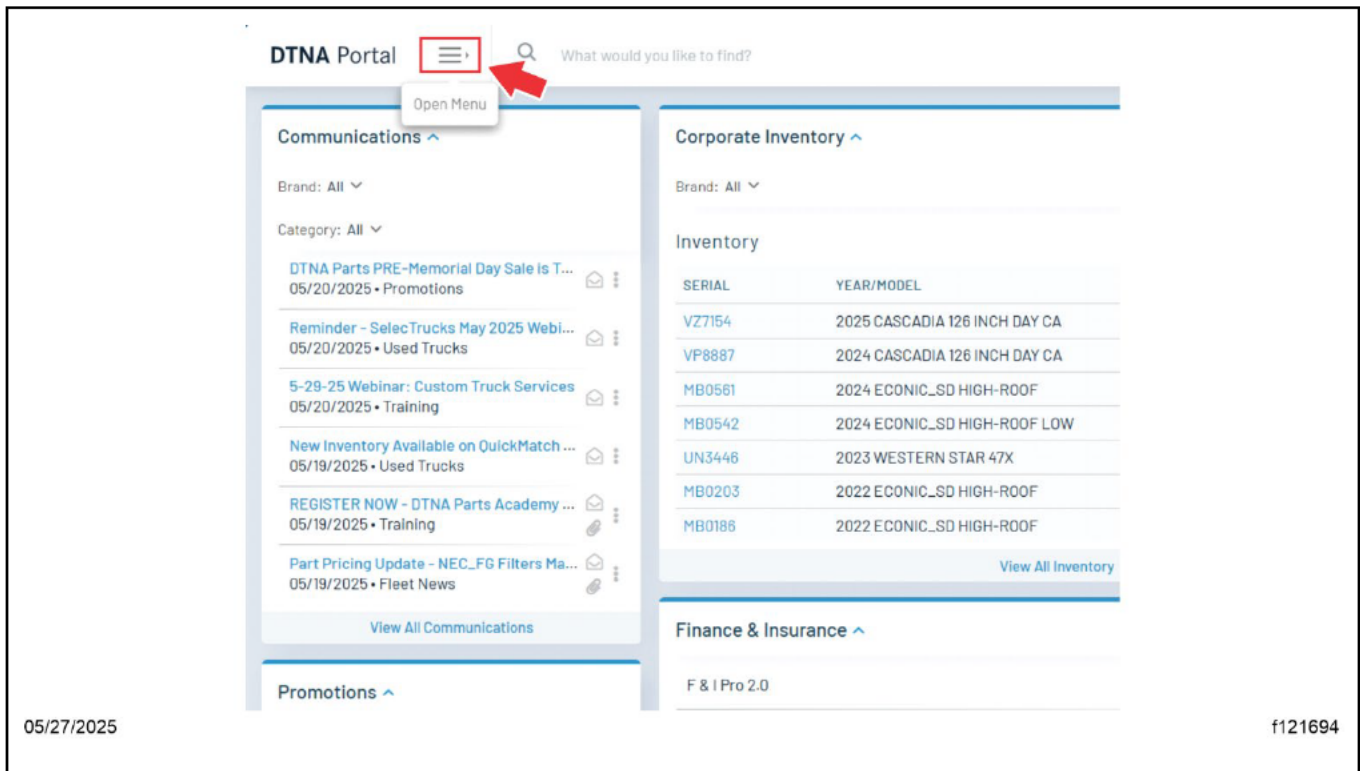 DTNA Portal
What would you like to find?
Open Menu
Communications
Brand: All
Category: All
DTNA Parts PRE-Memorial Day Sale is T...
05/20/2025 • Promotions
Reminder - SelecTrucks May 2025 Webi...
05/20/2025 • Used Trucks
5-29-25 Webinar: Custom Truck Services
05/20/2025 • Training
New Inventory Available on QuickMatch ...
05/19/2025 • Used Trucks
REGISTER NOW - DTNA Parts Academy ...
05/19/2025 • Training
Part Pricing Update - NEC_FG Filters Ma...
05/19/2025 • Fleet News
View All Communications
Promotions
Corporate Inventory
Brand: All
Inventory
SERIAL YEAR/MODEL
VZ7154 2025 CASCADIA 126 INCH DAY CA
VP8887 2024 CASCADIA 126 INCH DAY CA
MB0561 2024 ECONIC_SD HIGH-ROOF
MB0542 2024 ECONIC_SD HIGH-ROOF LOW
UN3446 2023 WESTERN STAR 47X
MB0203 2022 ECONIC_SD HIGH-ROOF
MB0186 2022 ECONIC_SD HIGH-ROOF
View All Inventory
Finance & Insurance
F & I Pro 2.0
05/27/2025
f121694